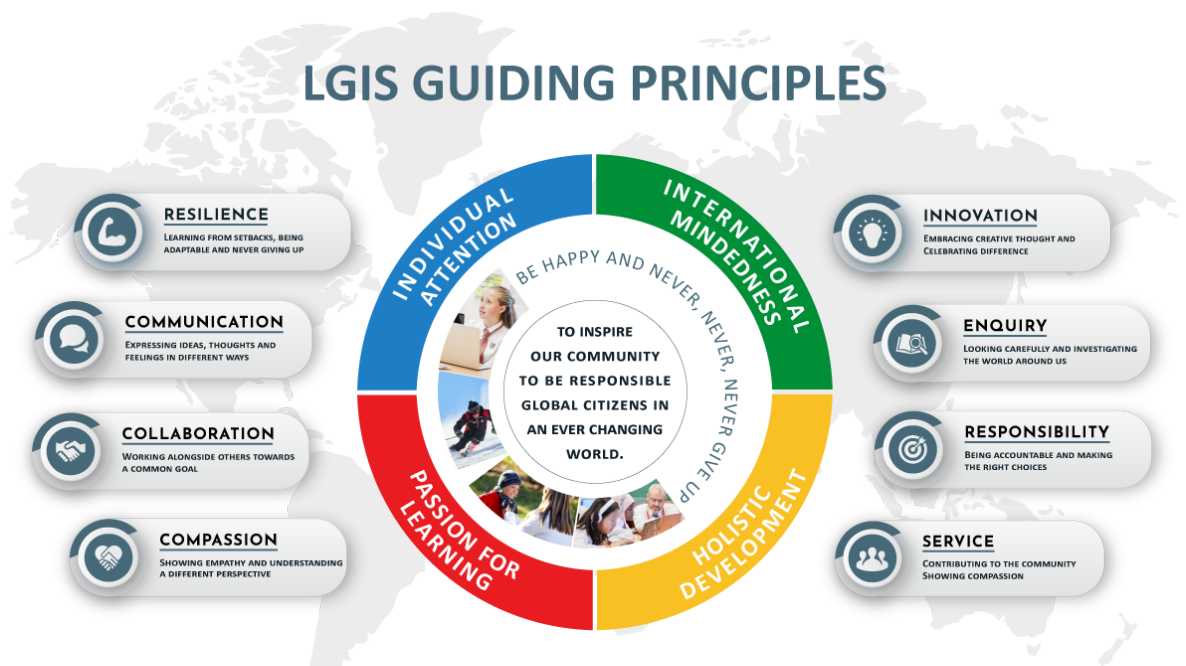 LGIS GUIDING PRINCIPLES
RESILIENCE
LEARNING FROM SETBACKS, BEING
ADAPTABLE AND NEVER GIVING UP
COMMUNICATION
EXPRESSING IDEAS, THOUGHTS AND
FEELINGS IN DIFFERENT WAYS
COLLABORATION
WORKING ALONGSIDE OTHERS TOWARDS
A COMMON GOAL
COMPASSION
SHOWING EMPATHY AND UNDERSTANDING
A DIFFERENT PERSPECTIVE
INDIVIDUAL
ATTENTION
INTERNATIONAL
MINDEDNESS
PASSION FOR
LEARNING
HOLISTIC
DEVELOPMENT
BE HAPPY AND NEVER, NEVER, NEVER GIVE UP
TO INSPIRE
OUR COMMUNITY
TO BE RESPONSIBLE
GLOBAL CITIZENS IN
AN EVER CHANGING
WORLD.
INNOVATION
EMBRACING CREATIVE THOUGHT AND
CELEBRATING DIFFERENCE
ENQUIRY
LOOKING CAREFULLY AND INVESTIGATING
THE WORLD AROUND US
RESPONSIBILITY
BEING ACCOUNTABLE AND MAKING
THE RIGHT CHOICES
SERVICE
CONTRIBUTING TO THE COMMUNITY
SHOWING COMPASSION